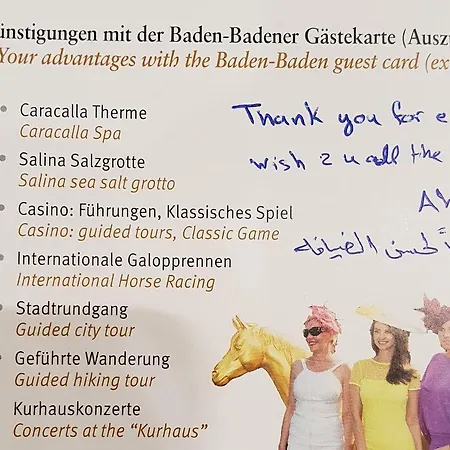 ünstigungen mit der Baden-Badener Gästekarte (Auszu
Your advantages with the Baden-Baden guest card (ex
Caracalla Therme
Caracalla Spa
Salina Salzgrotte
Salina sea salt grotto
Casino: Führungen, Klassisches Spiel
Casino: guided tours, Classic Game
Internationale Galopprennen
International Horse Racing
Stadtrundgang
Guided city tour
Geführte Wanderung
Guided hiking tour
Kurhauskonzerte
Concerts at the “Kurhaus”
Thank you for e
wish 2 u all the
لحسن الضيافة